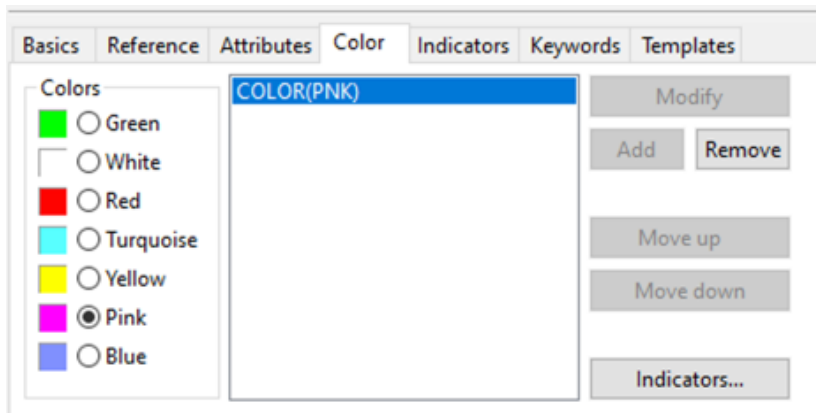 Basics Reference Attributes Color Indicators Keywords Templates
Colors
Green
White
Red
Turquoise
Yellow
Pink
Blue
COLOR(PNK)
Modify
Add Remove
Move up
Move down
Indicators...